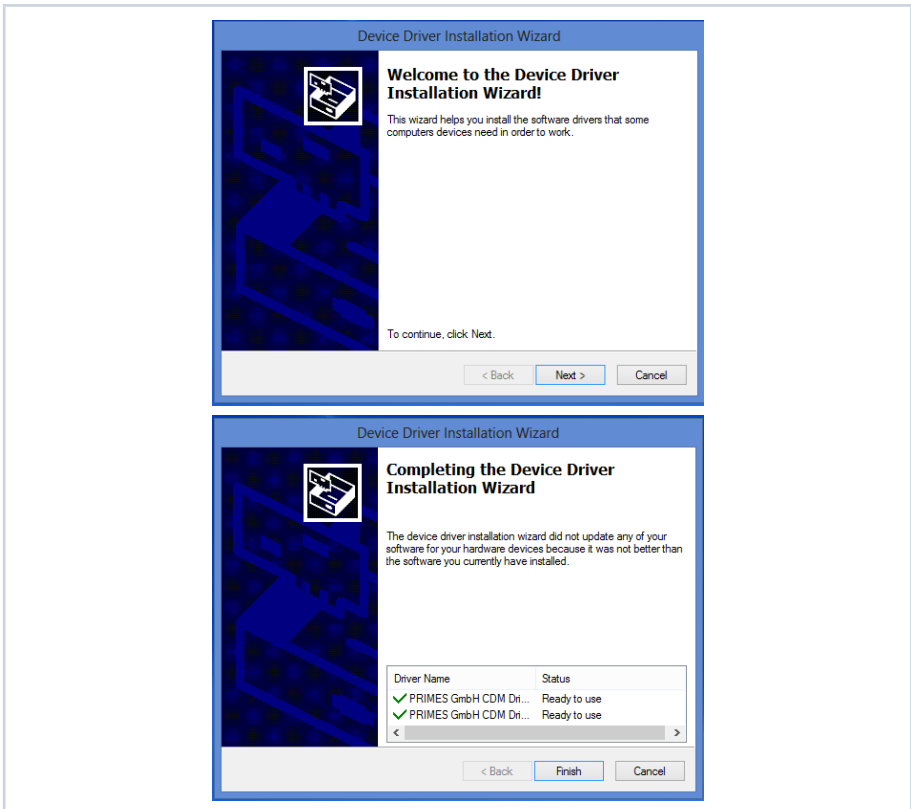 Device Driver Installation Wizard
Welcome to the Device Driver
Installation Wizard!
This wizard helps you install the software drivers that some
computers devices need in order to work.
To continue, click Next.
< Back Next > Cancel
Device Driver Installation Wizard
Completing the Device Driver
Installation Wizard
The device driver installation wizard did not update any of your
software for your hardware devices because it was not better than
the software you currently have installed.
Driver Name Status
PRIMES GmbH CDM Dri... Ready to use
PRIMES GmbH CDM Dri... Ready to use
< Back Finish Cancel